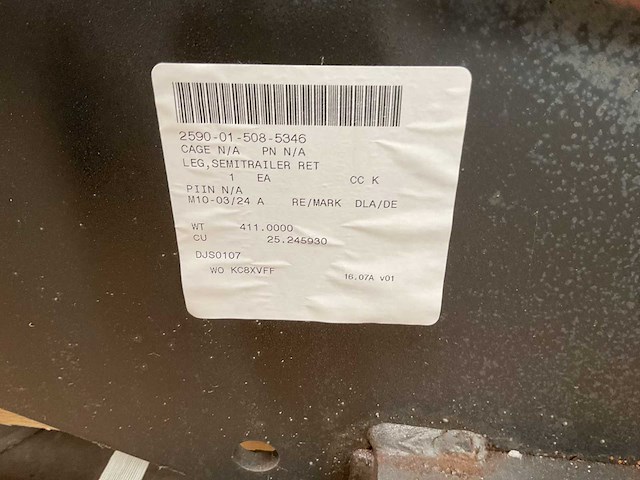 2590-01-508-5346
CAGE N/A PN N/A
LEG,SEMITRAILER RET
1 EA CC K
PIIN N/A
M10-03/24 A RE/MARK DLA/DE
WT 411.0000
CU 25.245930
DJS0107
WO KC8XVFF
16.07A v01